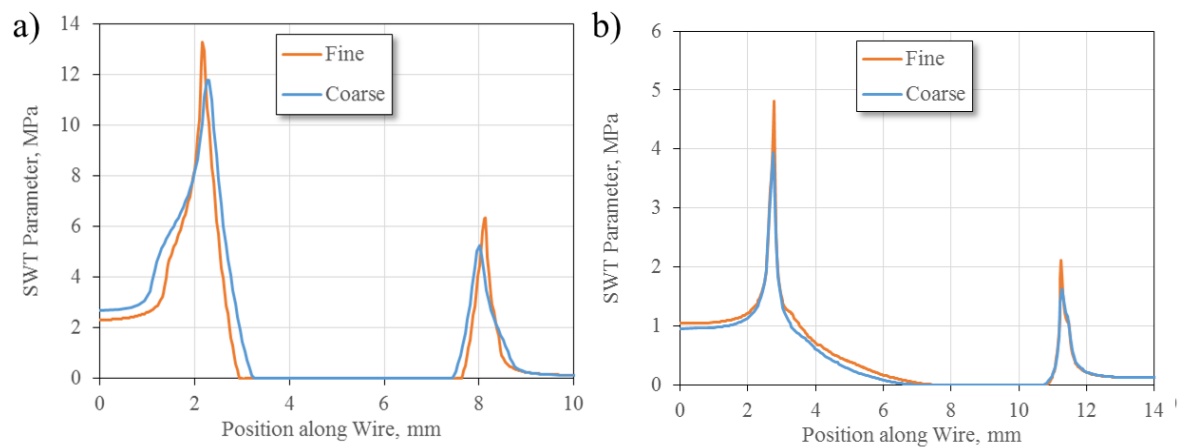 a)
14
12
10
8
6
4
2
0
SWT Parameter, MPa
Fine
Coarse
0 2 4 6 8 10
Position along Wire, mm
b)
6
5
4
3
2
1
0
SWT Parameter, MPa
Fine
Coarse
0 2 4 6 8 10 12 14
Position along Wire, mm